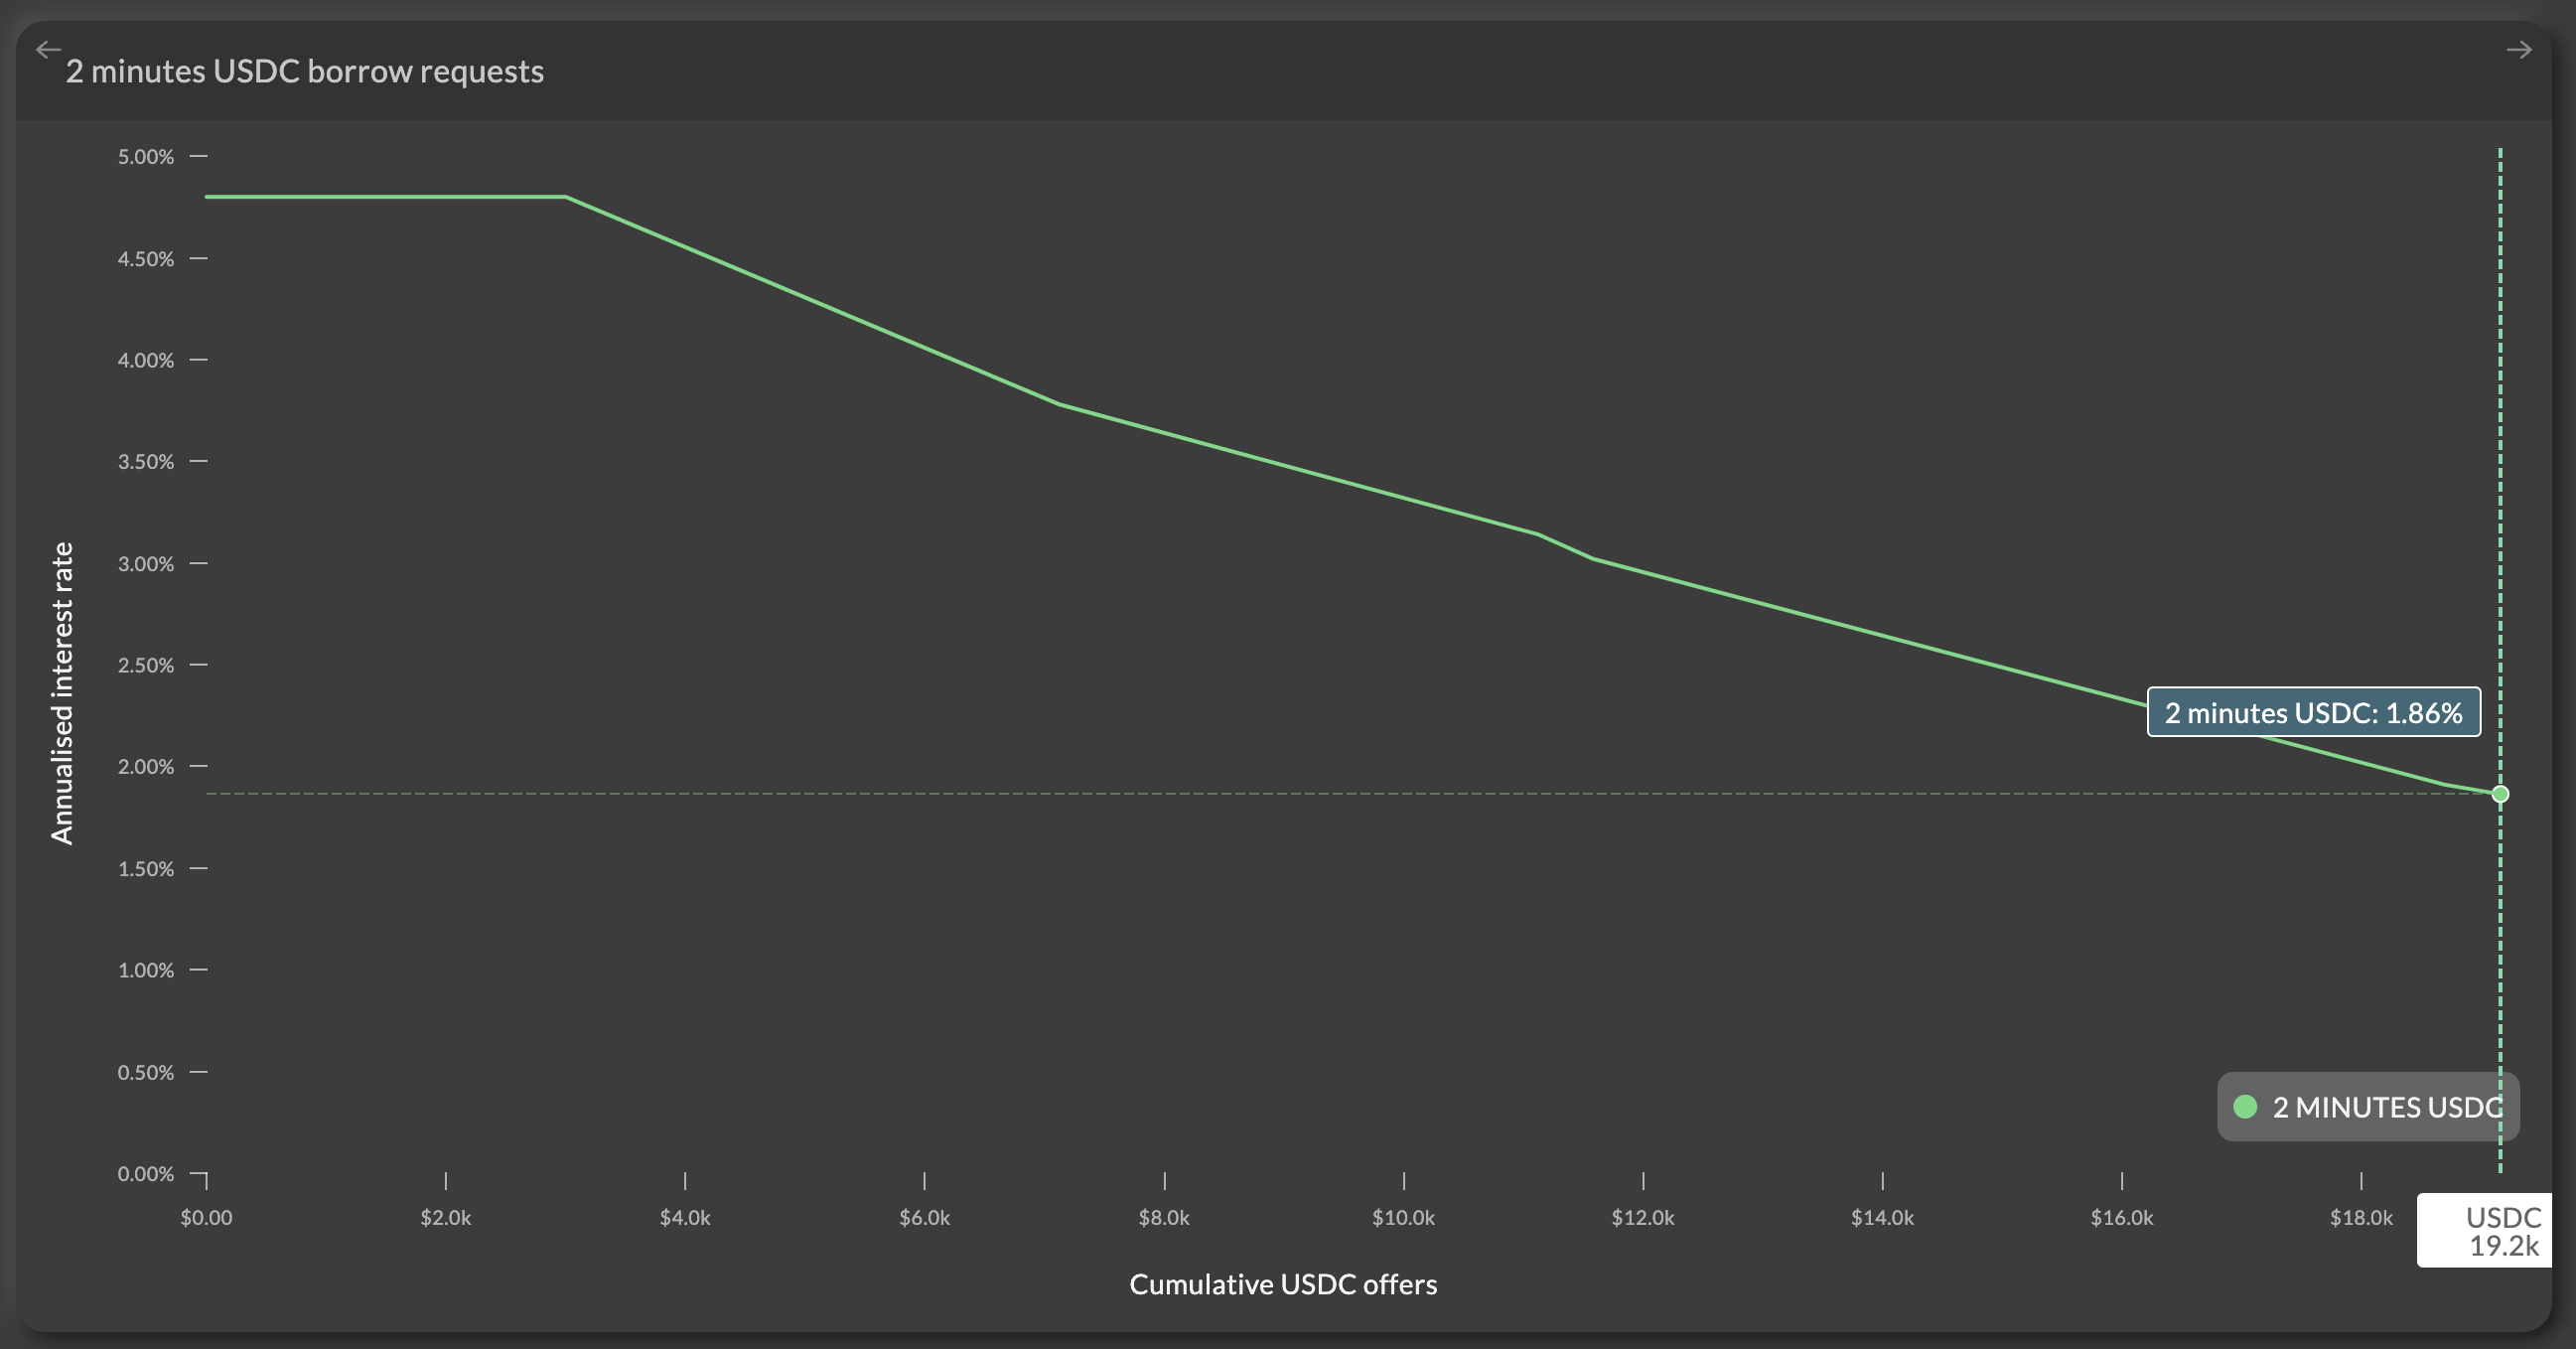 2 minutes USDC borrow requests
5.00%
4.50%
4.00%
3.50%
3.00%
2.50%
2.00%
1.50%
1.00%
0.50%
0.00%
Annualised interest rate
2 minutes USDC: 1.86%
2 MINUTES USDC
$0.00
$2.0k
$4.0k
$6.0k
$8.0k
$10.0k
$12.0k
$14.0k
$16.0k
$18.0k
USDC
19.2k
Cumulative USDC offers